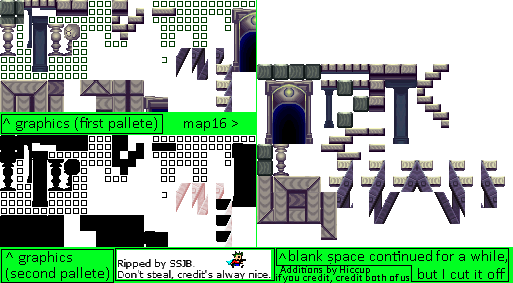 ^ graphics (first pallete)
map16 >
^ graphics
(second pallete)
Ripped by SSJB.
Don't steal, credit's alway nice.
^blank space continued for a while,
but I cut it off
Additions by Hiccup
if you credit, credit both of us